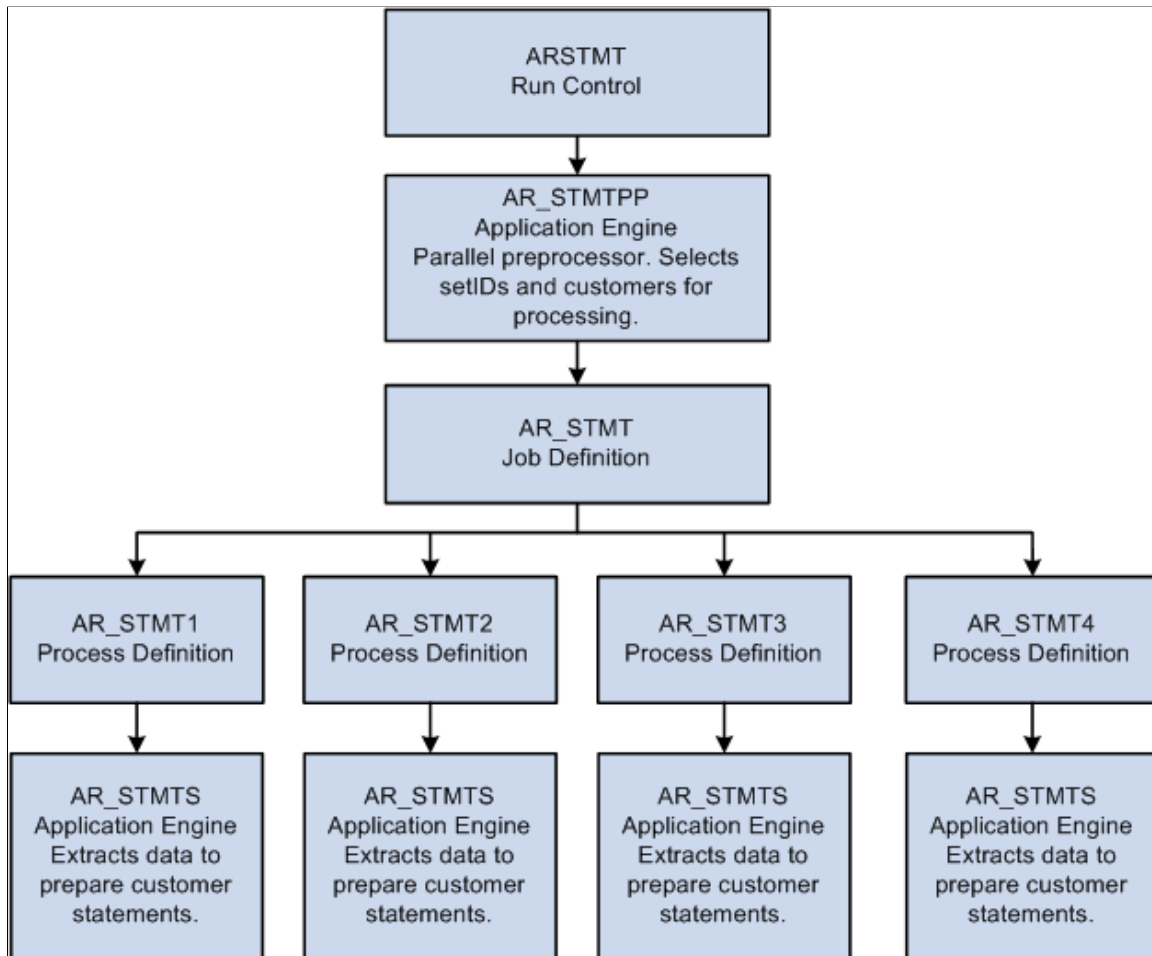 ARSTMT
Run Control
AR_STMTPP
Application Engine
Parallel preprocessor. Selects
setIDs and customers for
processing.
AR_STMT
Job Definition
AR_STMT1
Process Definition
AR_STMT2
Process Definition
AR_STMT3
Process Definition
AR_STMT4
Process Definition
AR_STMTS
Application Engine
Extracts data to
prepare customer
statements.
AR_STMTS
Application Engine
Extracts data to
prepare customer
statements.
AR_STMTS
Application Engine
Extracts data to
prepare customer
statements.
AR_STMTS
Application Engine
Extracts data to
prepare customer
statements.